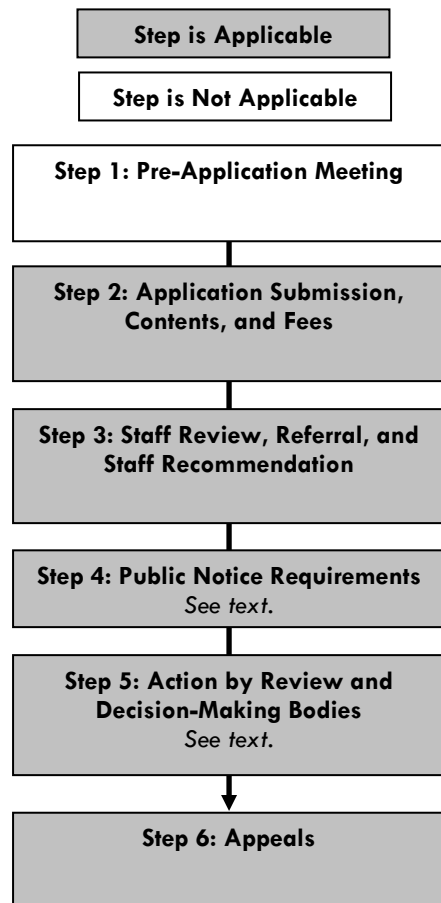 Step is Applicable
Step is Not Applicable
Step 1: Pre-Application Meeting
Step 2: Application Submission,
Contents, and Fees
Step 3: Staff Review, Referral, and
Staff Recommendation
Step 4: Public Notice Requirements
See text.
Step 5: Action by Review and
Decision-Making Bodies
See text.
Step 6: Appeals